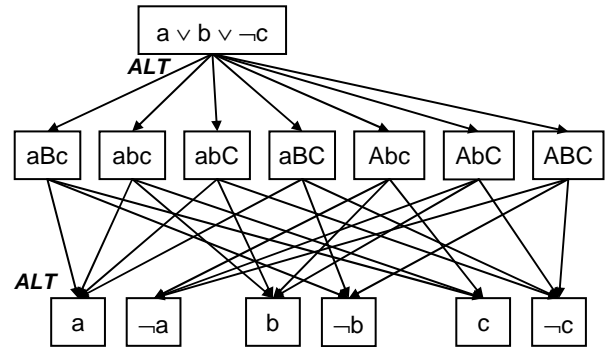 a ∨ b ∨ ¬c
ALT
aBc abc abC aBC Abc AbC ABC
ALT
a ¬a b ¬b c ¬c